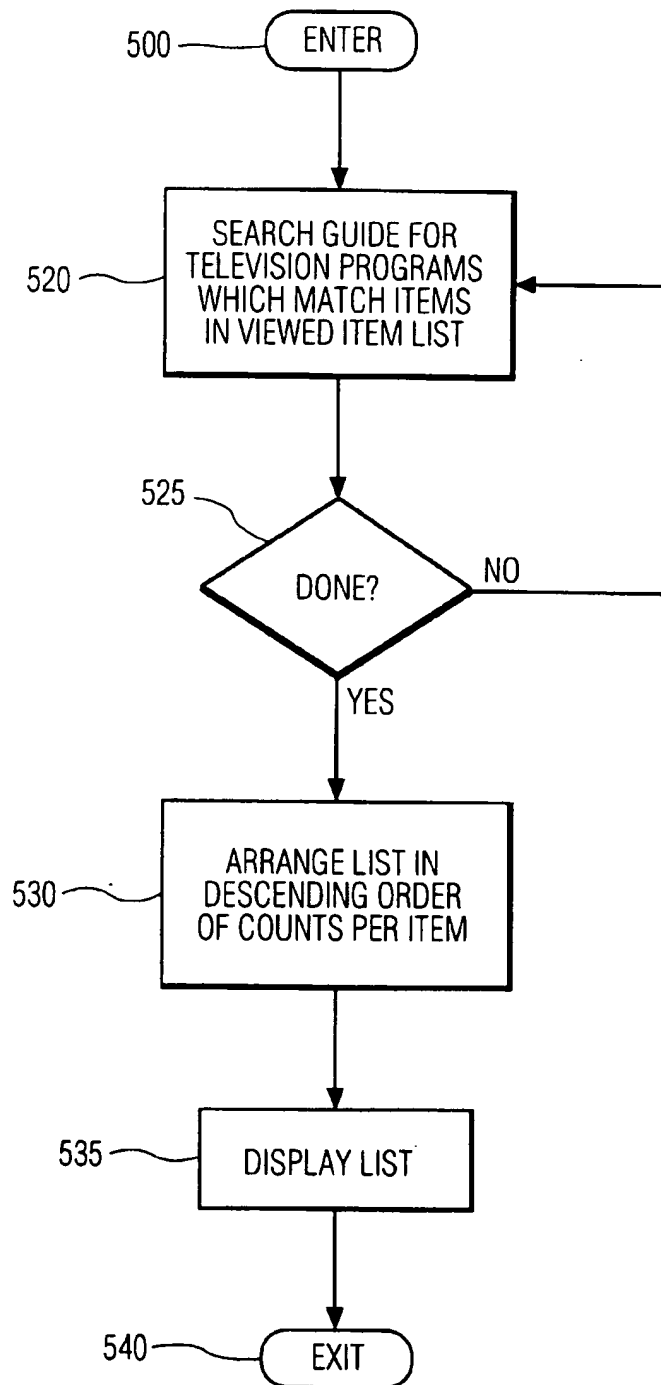 500
ENTER
520
SEARCH GUIDE FOR
TELEVISION PROGRAMS
WHICH MATCH ITEMS
IN VIEWED ITEM LIST
525
DONE?
NO
YES
530
ARRANGE LIST IN
DESCENDING ORDER
OF COUNTS PER ITEM
535
DISPLAY LIST
540
EXIT